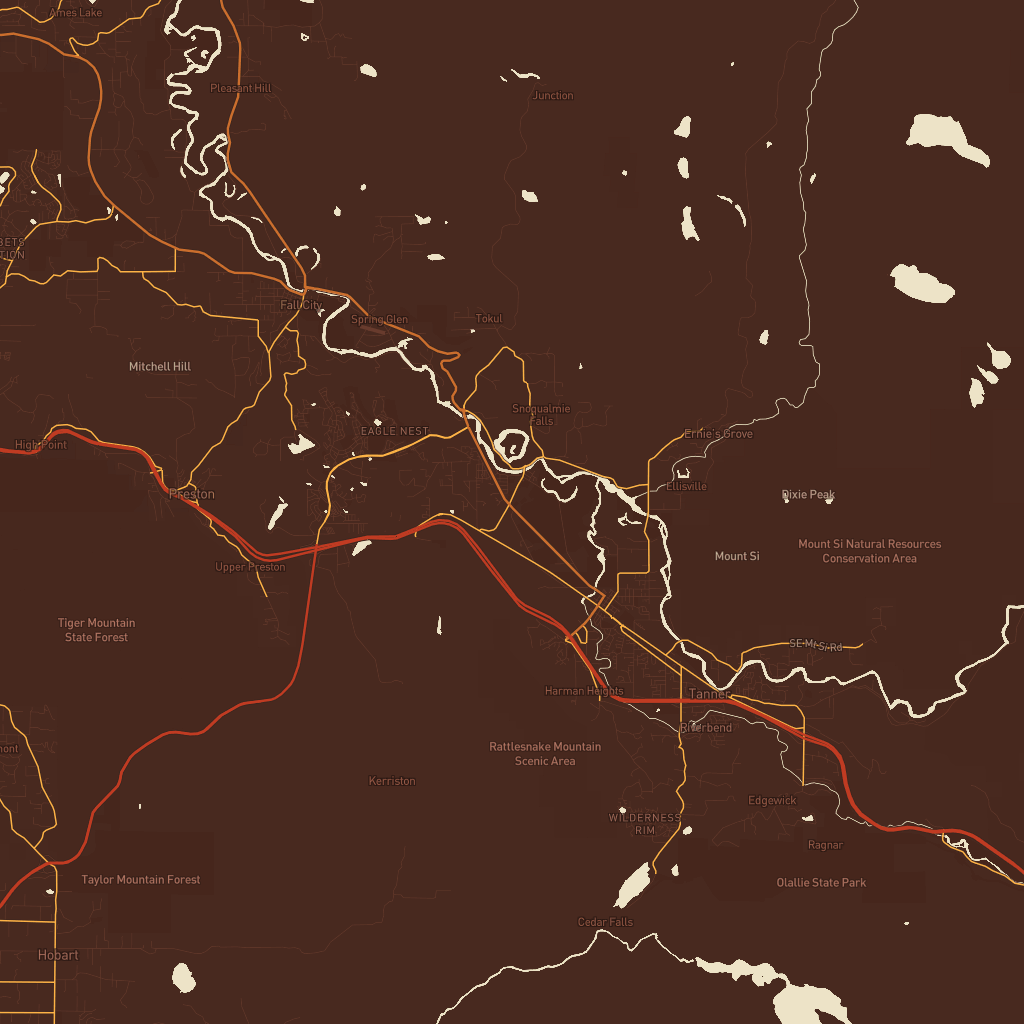 Ames Lake
Pleasant Hill
Junction
Fall City
Spring Glen
Tokul
Mitchell Hill
Snoqualmie
Falls
EAGLE NEST
Ernie's Grove
High Point
Preston
Ellisville
Dixie Peak
Mount Si
Mount Si Natural Resources
Conservation Area
Upper Preston
Tiger Mountain
State Forest
SE Mt Si Rd
Harman Heights
Tanner
Riverbend
Rattlesnake Mountain
Scenic Area
Kerriston
Edgewick
WILDERNESS
RIM
Ragnar
Taylor Mountain Forest
Olallie State Park
Cedar Falls
Hobart